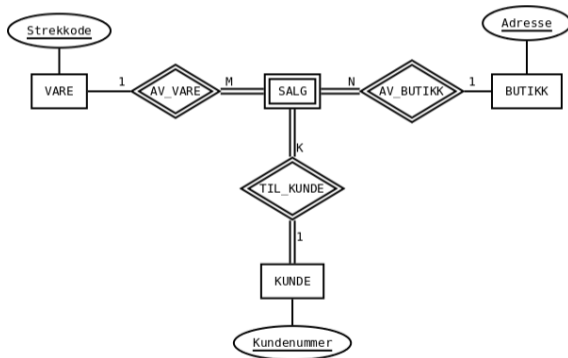 Strekkode
Adresse
VARE
1
AV_VARE
M
SALG
N
AV_BUTIKK
1
BUTIKK
K
TIL_KUNDE
1
KUNDE
Kundenummer